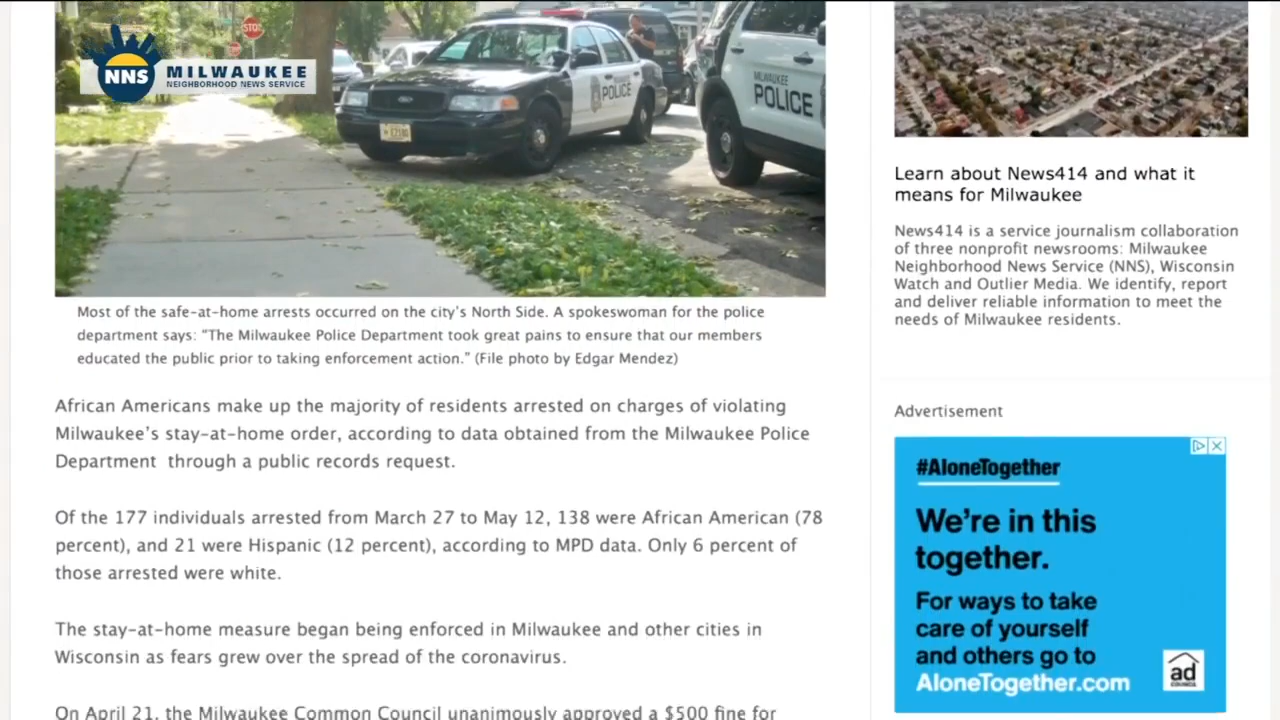 STOP
NNS
MILWAUKEE
NEIGHBORHOOD NEWS SERVICE
POLICE
MILWAUKEE
POLICE
Most of the safe-at-home arrests occurred on the city's North Side. A spokeswoman for the police
department says: "The Milwaukee Police Department took great pains to ensure that our members
educated the public prior to taking enforcement action." (File photo by Edgar Mendez)
African Americans make up the majority of residents arrested on charges of violating
Milwaukee's stay-at-home order, according to data obtained from the Milwaukee Police
Department through a public records request.
Of the 177 individuals arrested from March 27 to May 12, 138 were African American (78
percent), and 21 were Hispanic (12 percent), according to MPD data. Only 6 percent of
those arrested were white.
The stay-at-home measure began being enforced in Milwaukee and other cities in
Wisconsin as fears grew over the spread of the coronavirus.
On April 21, the Milwaukee Common Council unanimously approved a $500 fine for
Learn about News414 and what it
means for Milwaukee
News414 is a service journalism collaboration
of three nonprofit newsrooms: Milwaukee
Neighborhood News Service (NNS), Wisconsin
Watch and Outlier Media. We identify, report
and deliver reliable information to meet the
needs of Milwaukee residents.
Advertisement
#AloneTogether
We're in this
together.
For ways to take
care of yourself
and others go to
AloneTogether.com
ad
COUNCIL